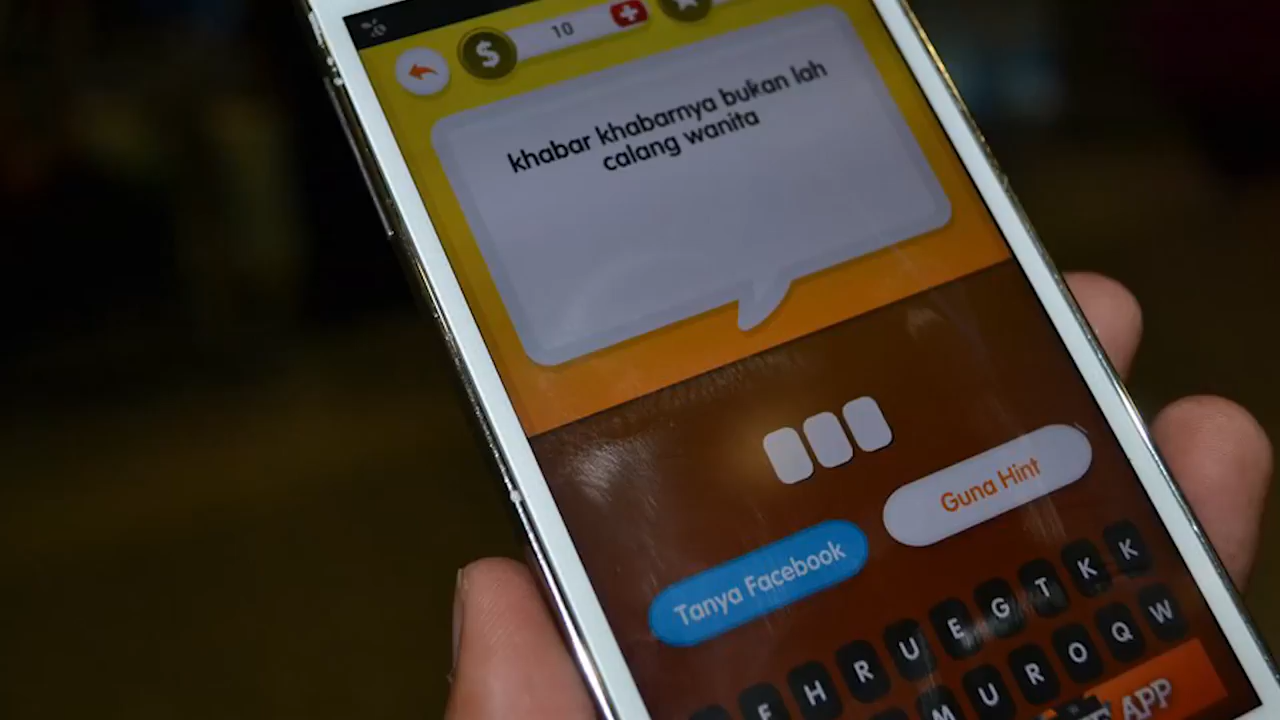 $ 10
khabar khabarnya bukan lah
calang wanita
Guna Hint
Tanya Facebook
H R U E G T K K
M U R O Q W
APP